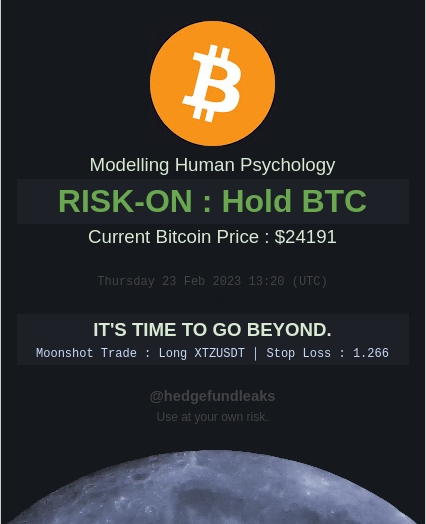 Modelling Human Psychology
RISK-ON : Hold BTC
Current Bitcoin Price : $24191
Thursday 23 Feb 2023 13:20 (UTC)
IT'S TIME TO GO BEYOND.
Moonshot Trade : Long XTZUSDT | Stop Loss : 1.266
@hedgefundleaks
Use at your own risk.